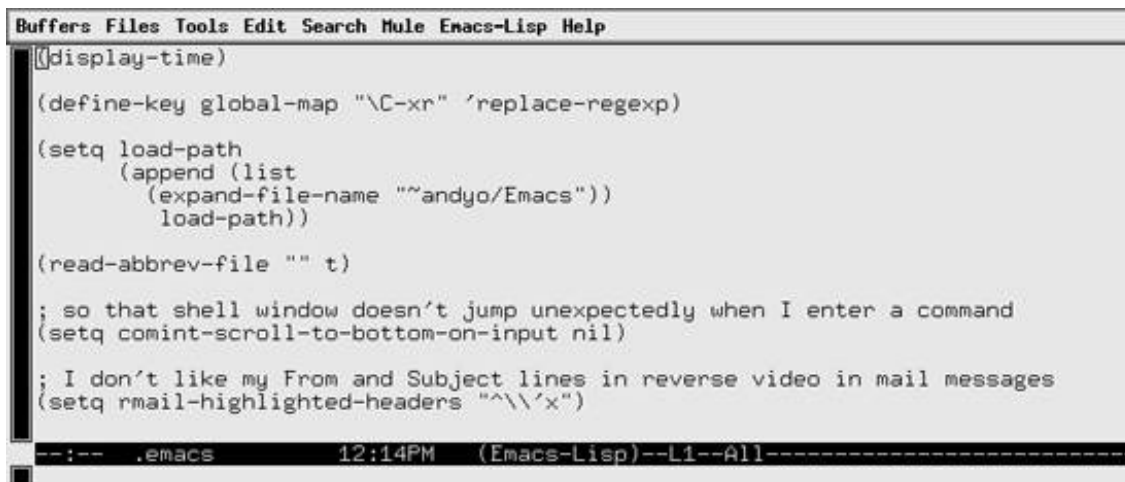 Buffers Files Tools Edit Search Mule Emacs-Lisp Help
(display-time)
(define-key global-map "\C-xr" 'replace-regexp)
(setq load-path
(append (list
(expand-file-name "~andyo/Emacs"))
load-path))
(read-abbrev-file "" t)
; so that shell window doesn't jump unexpectedly when I enter a command
(setq comint-scroll-to-bottom-on-input nil)
; I don't like my From and Subject lines in reverse video in mail messages
(setq rmail-highlighted-headers "^\\'x")
--:-- .emacs 12:14PM (Emacs-Lisp)--L1--All--------------------------